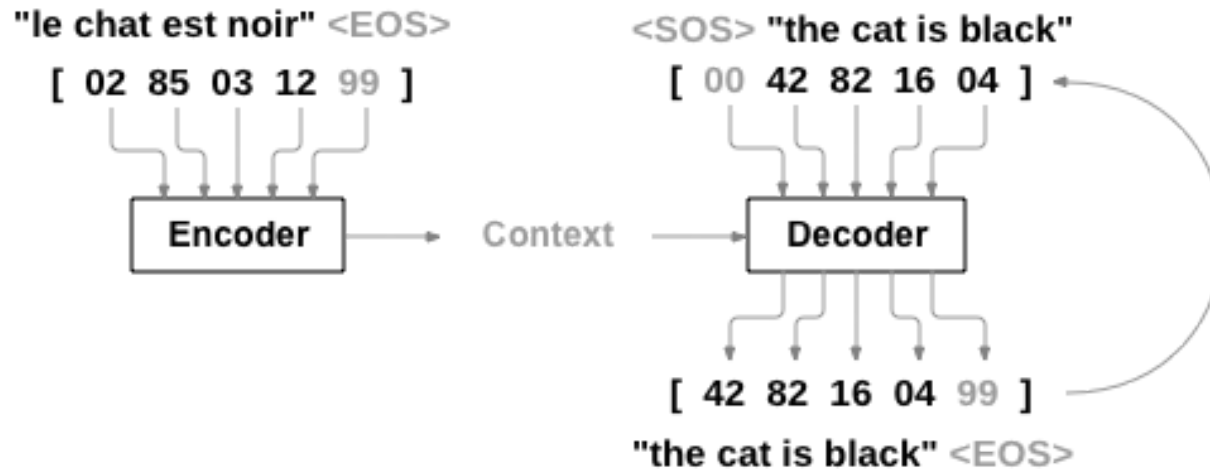 "le chat est noir" <EOS>
[ 02 85 03 12 99 ]
Encoder
Context
<SOS> "the cat is black"
[ 00 42 82 16 04 ]
Decoder
[ 42 82 16 04 99 ]
"the cat is black" <EOS>